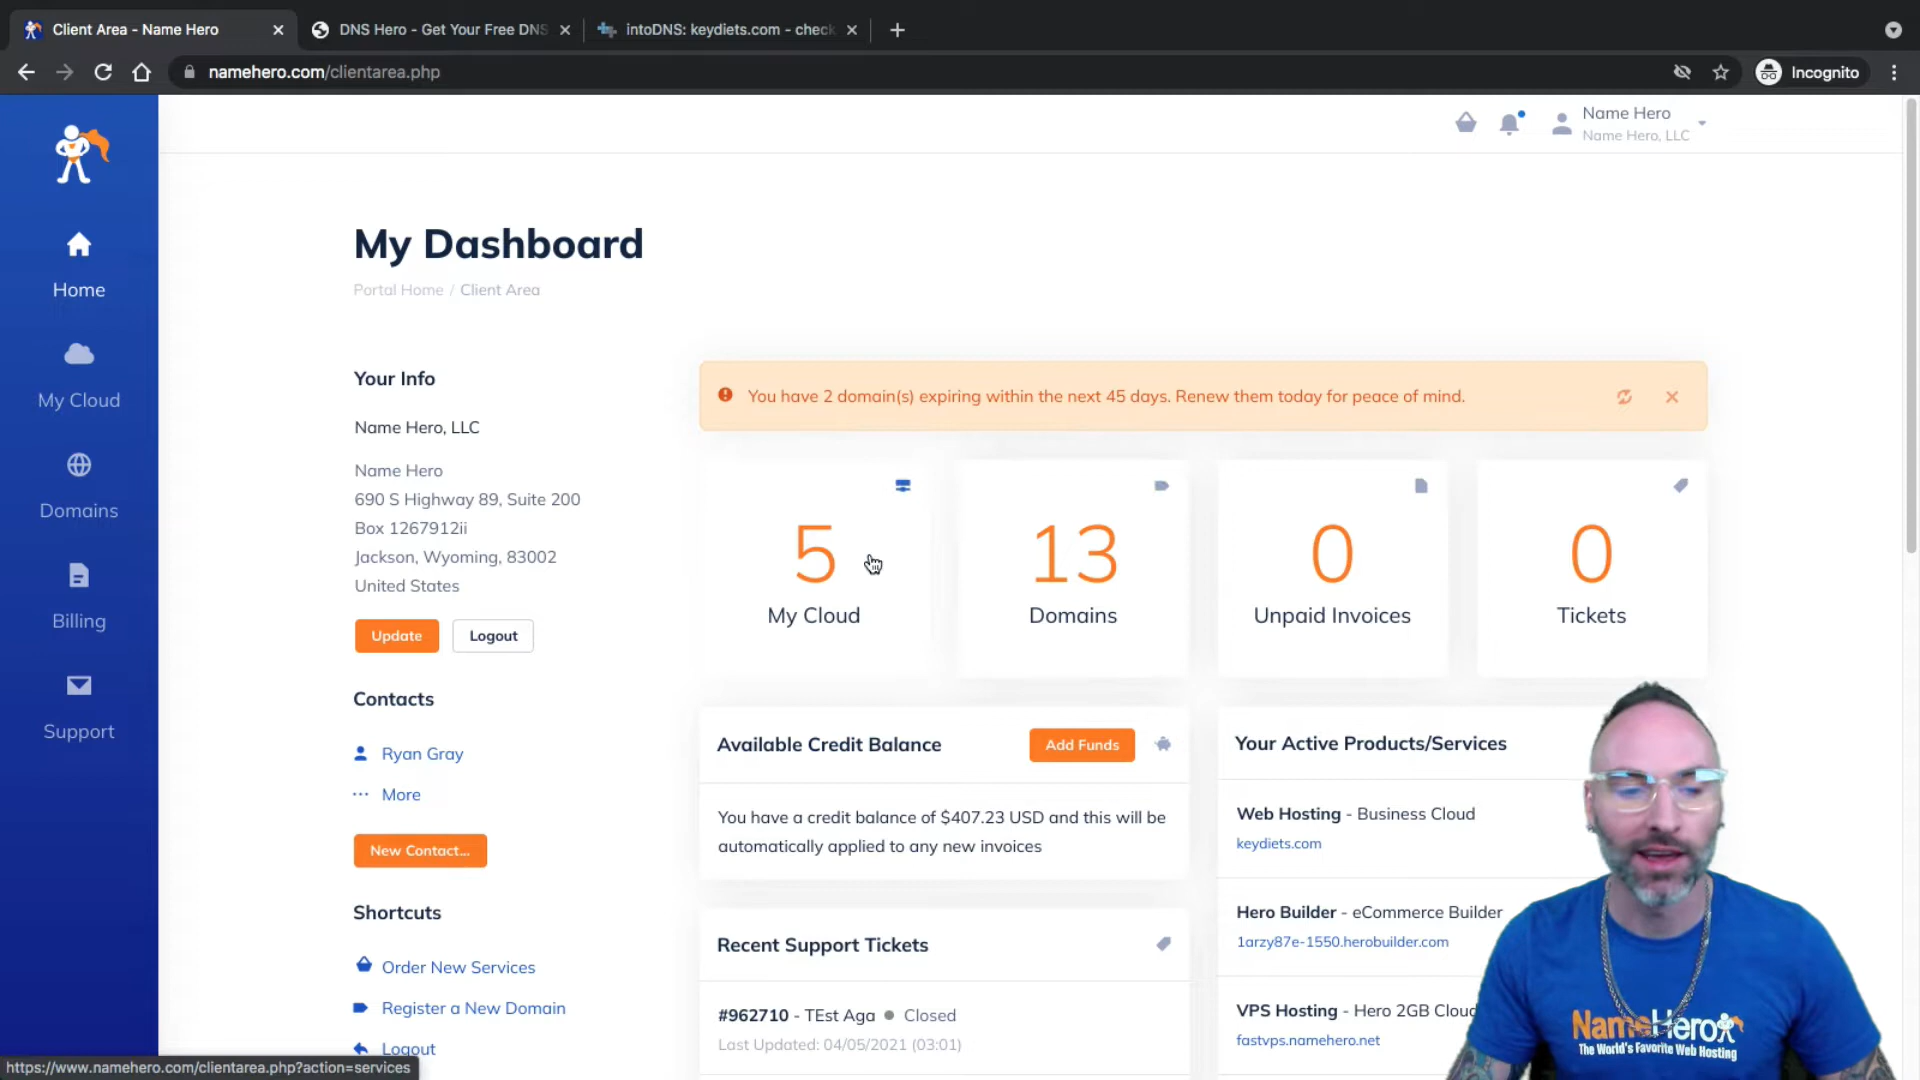 Client Area - Name Hero
DNS Hero - Get Your Free DNS
intoDNS: keydiets.com - check
namehero.com/clientarea.php
Incognito
Name Hero
Name Hero, LLC
Home
My Cloud
Domains
Billing
Support
My Dashboard
Portal Home / Client Area
Your Info
Name Hero, LLC
Name Hero
690 S Highway 89, Suite 200
Box 1267912ii
Jackson, Wyoming, 83002
United States
Update
Logout
Contacts
Ryan Gray
More
New Contact...
Shortcuts
Order New Services
Register a New Domain
Logout
You have 2 domain(s) expiring within the next 45 days. Renew them today for peace of mind.
5
My Cloud
13
Domains
0
Unpaid Invoices
0
Tickets
Available Credit Balance
Add Funds
You have a credit balance of $407.23 USD and this will be
automatically applied to any new invoices
Recent Support Tickets
#962710 - TEst Aga Closed
Last Updated: 04/05/2021 (03:01)
Your Active Products/Services
Web Hosting - Business Cloud
keydiets.com
Hero Builder - eCommerce Builder
1arzy87e-1550.herobuilder.com
VPS Hosting - Hero 2GB Cloud
fastvps.namehero.net
NameHero
The World's Favorite Web Hosting
https://www.namehero.com/clientarea.php?action=services